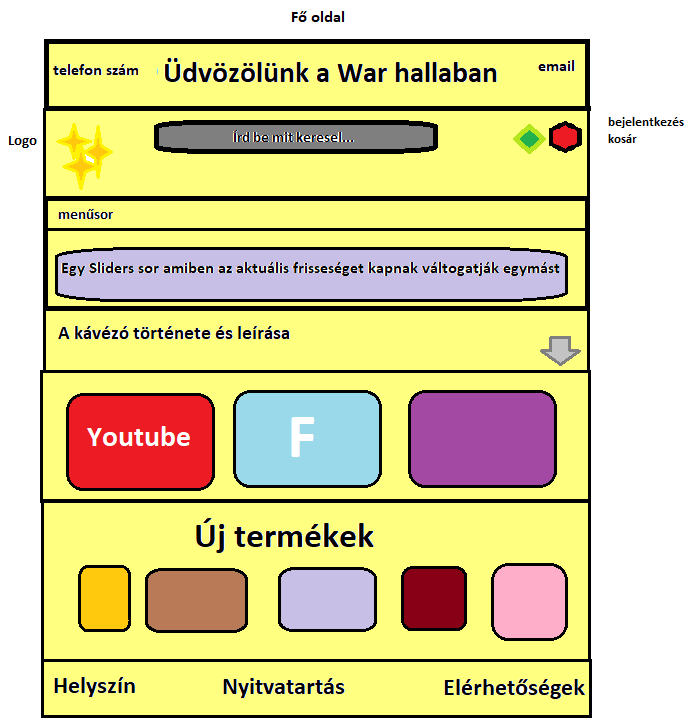 Fő oldal
telefon szám
Üdvözölünk a War hallaban
email
Logo
Írd be mit keresel...
bejelentkezés
kosár
menűsor
Egy Sliders sor amiben az aktuális frisseséget kapnak váltogatják egymást
A kávézó története és leírása
Youtube
F
Új termékek
Helyszín
Nyitvatartás
Elérhetőségek